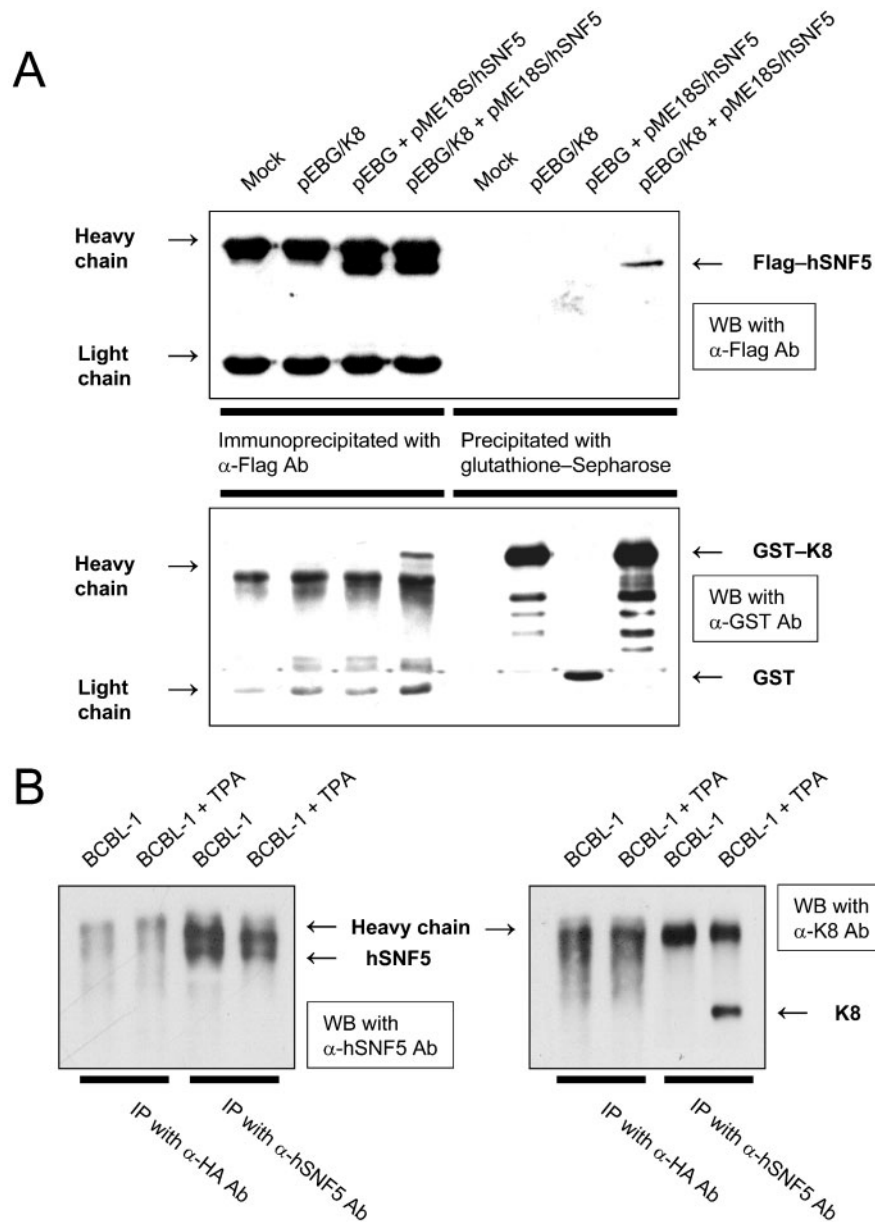 A
Mock
pEBG/K8
pEBG + pME18S/hSNF5
pEBG/K8 + pME18S/hSNF5
Mock
pEBG/K8
pEBG + pME18S/hSNF5
pEBG/K8 + pME18S/hSNF5
Heavy
chain
Flag–hSNF5
WB with
α-Flag Ab
Light
chain
Immunoprecipitated with
α-Flag Ab
Precipitated with
glutathione–Sepharose
Heavy
chain
GST–K8
WB with
α-GST Ab
Light
chain
GST
B
BCBL-1
BCBL-1 + TPA
BCBL-1
BCBL-1 + TPA
BCBL-1
BCBL-1 + TPA
BCBL-1
BCBL-1 + TPA
Heavy chain
hSNF5
WB with
α-hSNF5 Ab
WB with
α-K8 Ab
K8
IP with α-HA Ab
IP with α-hSNF5 Ab
IP with α-HA Ab
IP with α-hSNF5 Ab